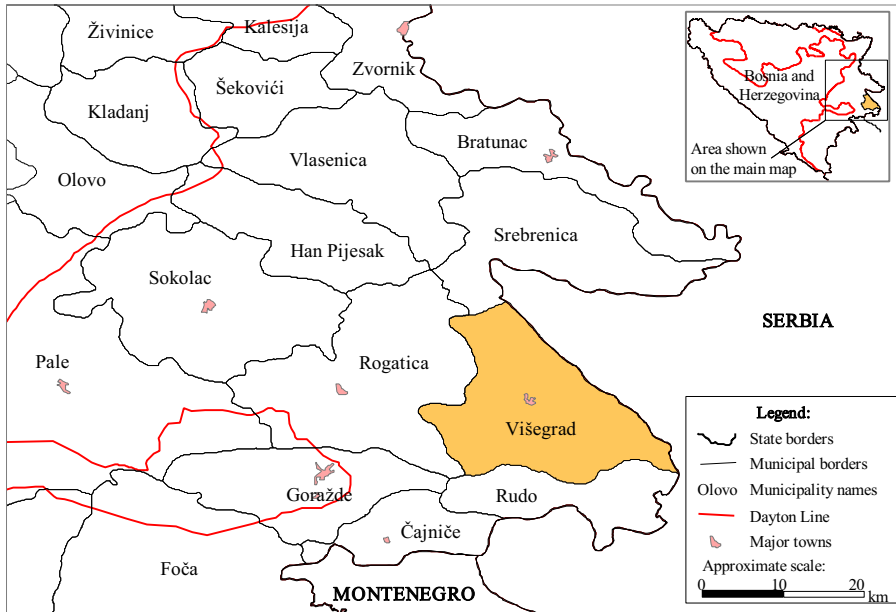 Živinice
Kalesija
Zvornik
Šekovići
Kladanj
Bratunac
Vlasenica
Olovo
Srebrenica
Han Pijesak
Sokolac
Pale
Rogatica
Višegrad
Goražde
Rudo
Čajniče
Foča
SERBIA
MONTENEGRO
Bosnia and
Herzegovina
Area shown
on the main map
Legend:
State borders
Municipal borders
Olovo Municipality names
Dayton Line
Major towns
Approximate scale:
0 10 20
km